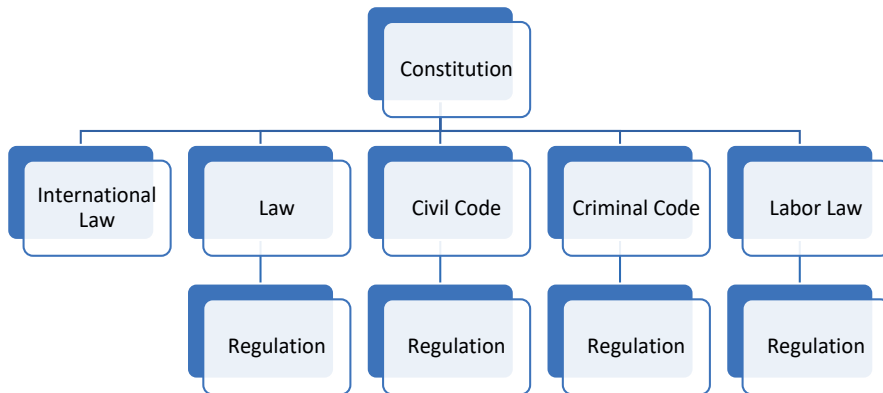 Constitution
International
Law
Law
Civil Code
Criminal Code
Labor Law
Regulation
Regulation
Regulation
Regulation